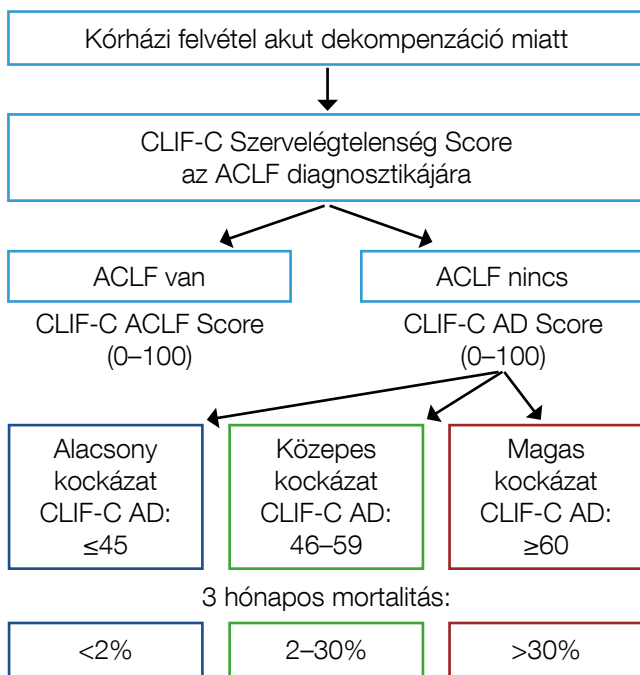 Kórházi felvétel akut dekompenzáció miatt
CLIF-C Szervelégtelenség Score
az ACLF diagnosztikájára
ACLF van
ACLF nincs
CLIF-C ACLF Score
(0–100)
CLIF-C AD Score
(0–100)
Alacsony
kockázat
CLIF-C AD:
≤45
Közepes
kockázat
CLIF-C AD:
46–59
Magas
kockázat
CLIF-C AD:
≥60
3 hónapos mortalitás:
<2%
2–30%
>30%